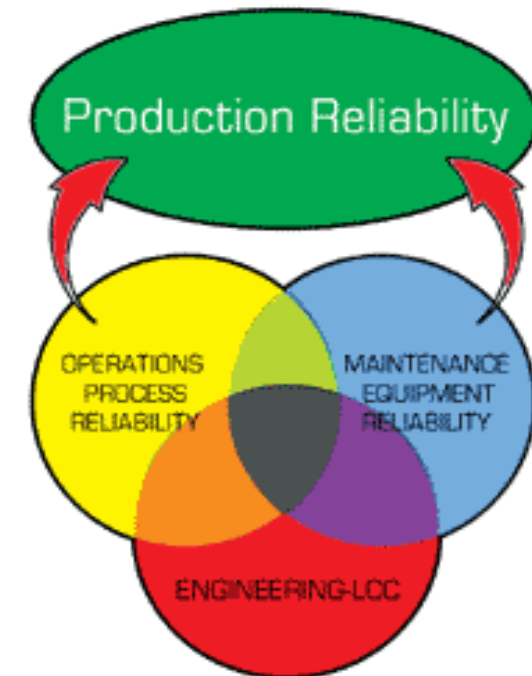 Production Reliability
OPERATIONS
PROCESS
RELIABILITY
MAINTENANCE
EQUIPMENT
RELIABILITY
ENGINEERING-LCC